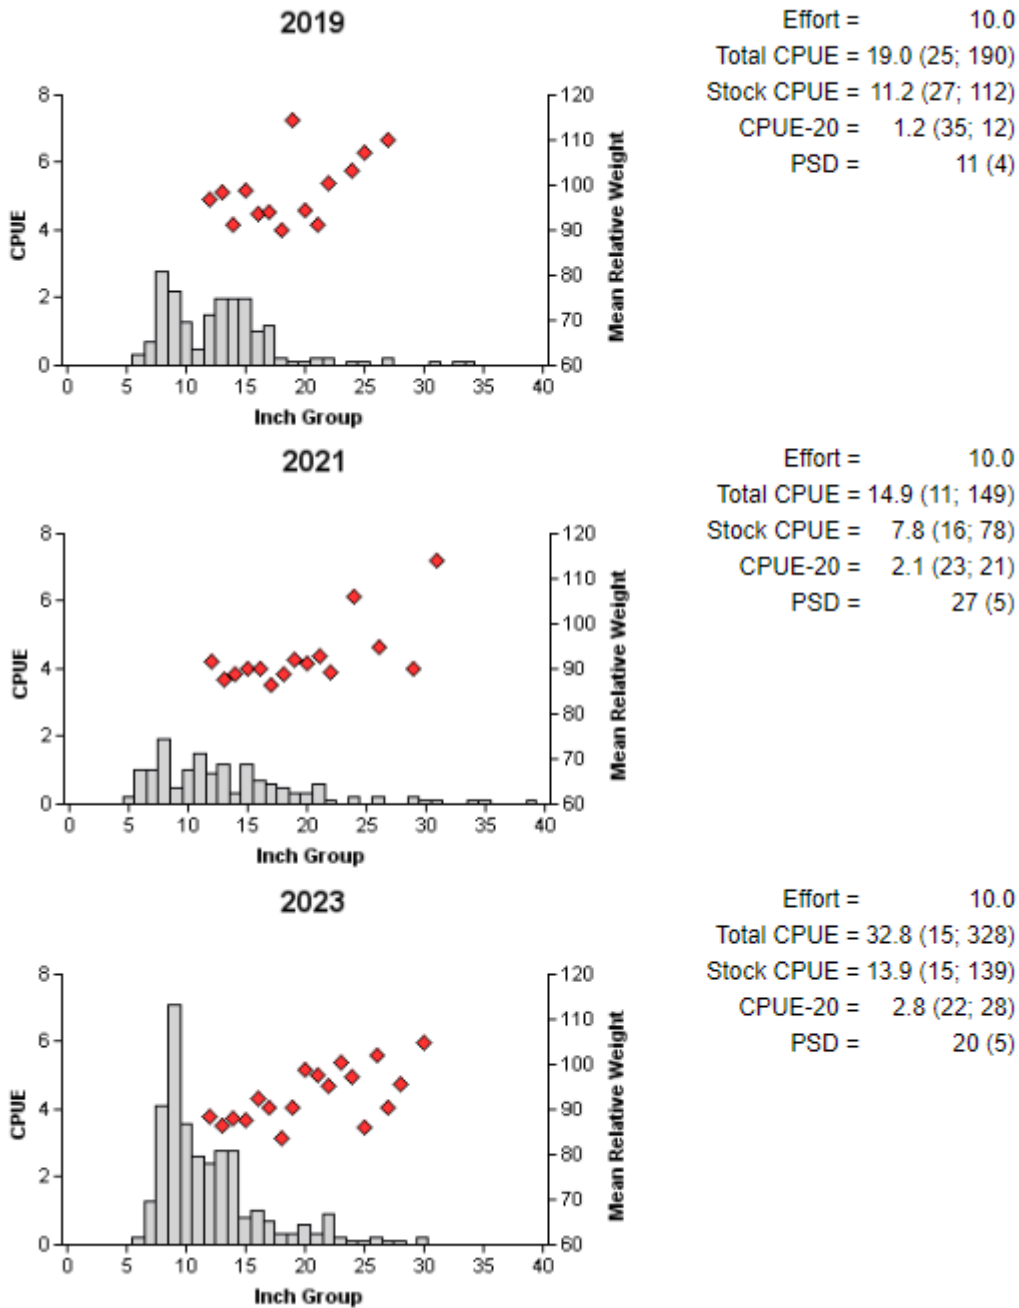 2019
Effort = 10.0
Total CPUE = 19.0 (25; 190)
Stock CPUE = 11.2 (27; 112)
CPUE-20 = 1.2 (35; 12)
PSD = 11 (4)
8
6
4
2
0
CPUE
120
110
100
90
80
70
60
Mean Relative Weight
0 5 10 15 20 25 30 35 40
Inch Group
2021
Effort = 10.0
Total CPUE = 14.9 (11; 149)
Stock CPUE = 7.8 (16; 78)
CPUE-20 = 2.1 (23; 21)
PSD = 27 (5)
8
6
4
2
0
CPUE
120
110
100
90
80
70
60
Mean Relative Weight
0 5 10 15 20 25 30 35 40
Inch Group
2023
Effort = 10.0
Total CPUE = 32.8 (15; 328)
Stock CPUE = 13.9 (15; 139)
CPUE-20 = 2.8 (22; 28)
PSD = 20 (5)
8
6
4
2
0
CPUE
120
110
100
90
80
70
60
Mean Relative Weight
0 5 10 15 20 25 30 35 40
Inch Group